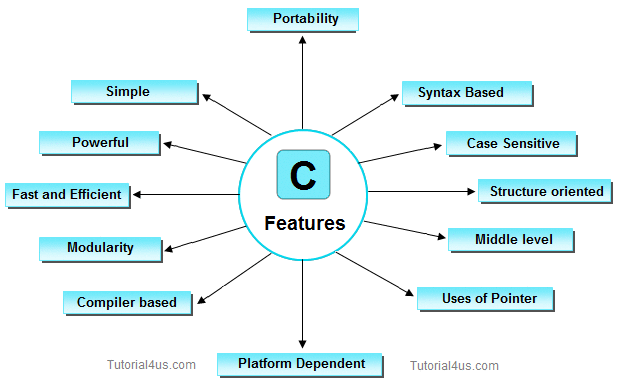 Portability
Simple
Syntax Based
Powerful
Case Sensitive
C
Fast and Efficient
Structure oriented
Features
Modularity
Middle level
Compiler based
Uses of Pointer
Platform Dependent
Tutorial4us.com
Tutorial4us.com